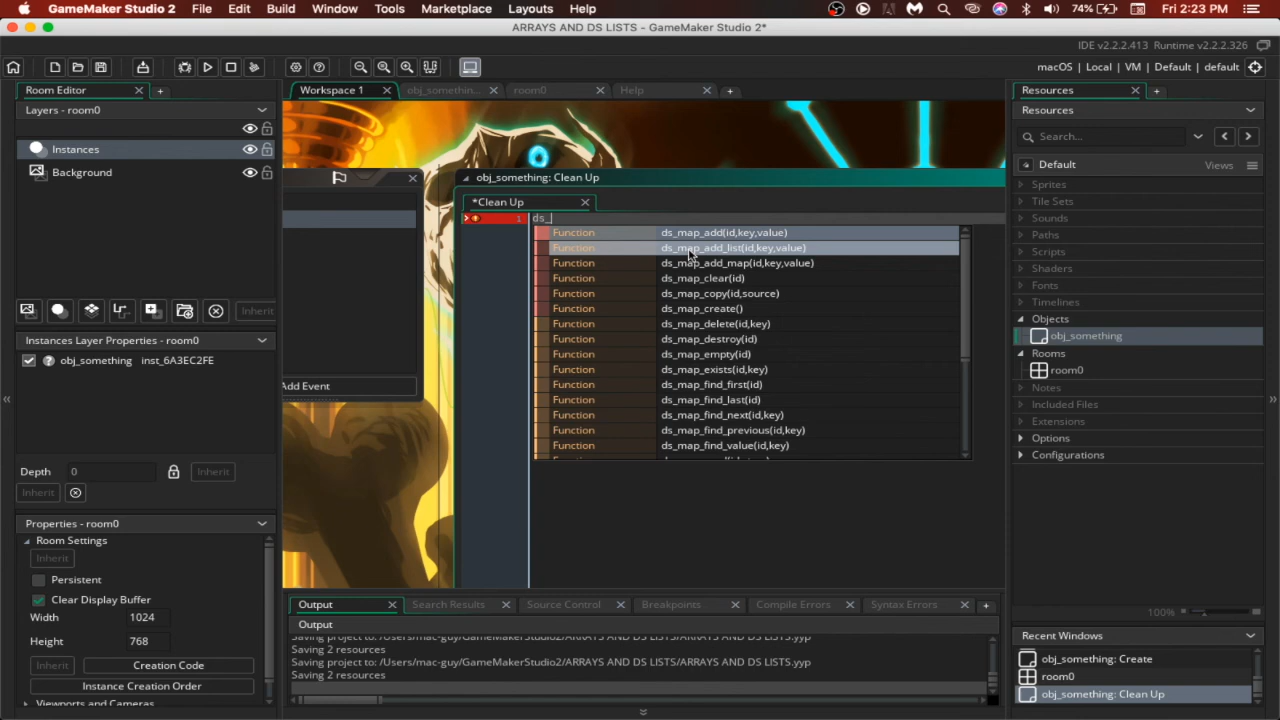 GameMaker Studio 2 File Edit Build Window Tools Marketplace Layouts Help 74% Fri 2:23 PM
ARRAYS AND DS LISTS - GameMaker Studio 2*
IDE v2.2.2.413 Runtime v2.2.2.326
macOS | Local | VM | Default | default
Room Editor
Layers - room0
Instances
Background
Inherit
Instances Layer Properties - room0
obj_something inst_6A3EC2FE
Depth 0 Inherit
Inherit
Properties - room0
Room Settings
Inherit
Persistent
Clear Display Buffer
Width 1024
Height 768
Inherit Creation Code
Instance Creation Order
Viewports and Cameras
Workspace 1 obj_somethin... room0 Help
Add Event
obj_something: Clean Up
*Clean Up
1 ds_
Function ds_map_add(id,key,value)
Function ds_map_add_list(id,key,value)
Function ds_map_add_map(id,key,value)
Function ds_map_clear(id)
Function ds_map_copy(id,source)
Function ds_map_create()
Function ds_map_delete(id,key)
Function ds_map_destroy(id)
Function ds_map_empty(id)
Function ds_map_exists(id,key)
Function ds_map_find_first(id)
Function ds_map_find_last(id)
Function ds_map_find_next(id,key)
Function ds_map_find_previous(id,key)
Function ds_map_find_value(id,key)
Output Search Results Source Control Breakpoints Compile Errors Syntax Errors
Output
Saving project to: /Users/mac-guy/GameMakerStudio2/ARRAYS AND DS LISTS/ARRAYS AND DS LISTS.yyp
Saving 2 resources
Saving project to: /Users/mac-guy/GameMakerStudio2/ARRAYS AND DS LISTS/ARRAYS AND DS LISTS.yyp
Saving 2 resources
Resources
Resources
Search...
Default Views
Sprites
Tile Sets
Sounds
Paths
Scripts
Shaders
Fonts
Timelines
Objects
obj_something
Rooms
room0
Notes
Included Files
Extensions
Options
Configurations
100%
Recent Windows
obj_something: Create
room0
obj_something: Clean Up